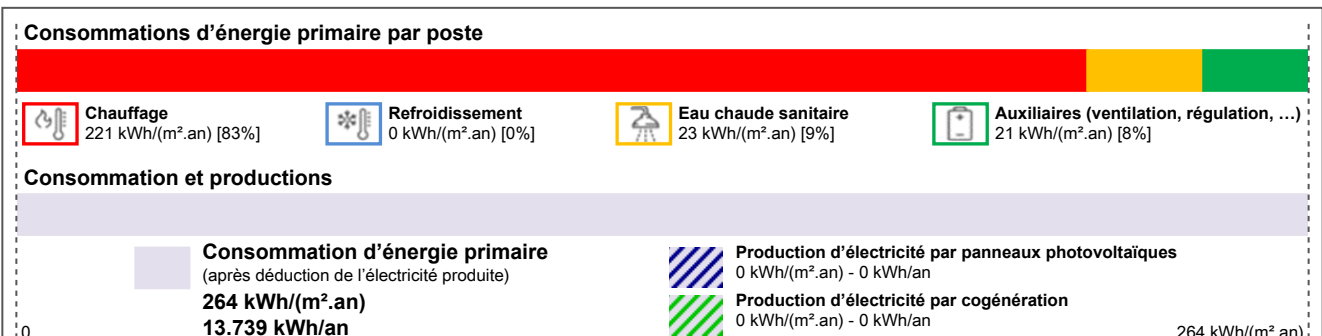 Consommations d’énergie primaire par poste
Chauffage
221 kWh/(m².an) [83%]
Refroidissement
0 kWh/(m².an) [0%]
Eau chaude sanitaire
23 kWh/(m².an) [9%]
Auxiliaires (ventilation, régulation, …)
21 kWh/(m².an) [8%]
Consommation et productions
Consommation d’énergie primaire
(après déduction de l’électricité produite)
264 kWh/(m².an)
13.739 kWh/an
Production d’électricité par panneaux photovoltaïques
0 kWh/(m².an) - 0 kWh/an
Production d’électricité par cogénération
0 kWh/(m².an) - 0 kWh/an
0
264 kWh/(m².an)